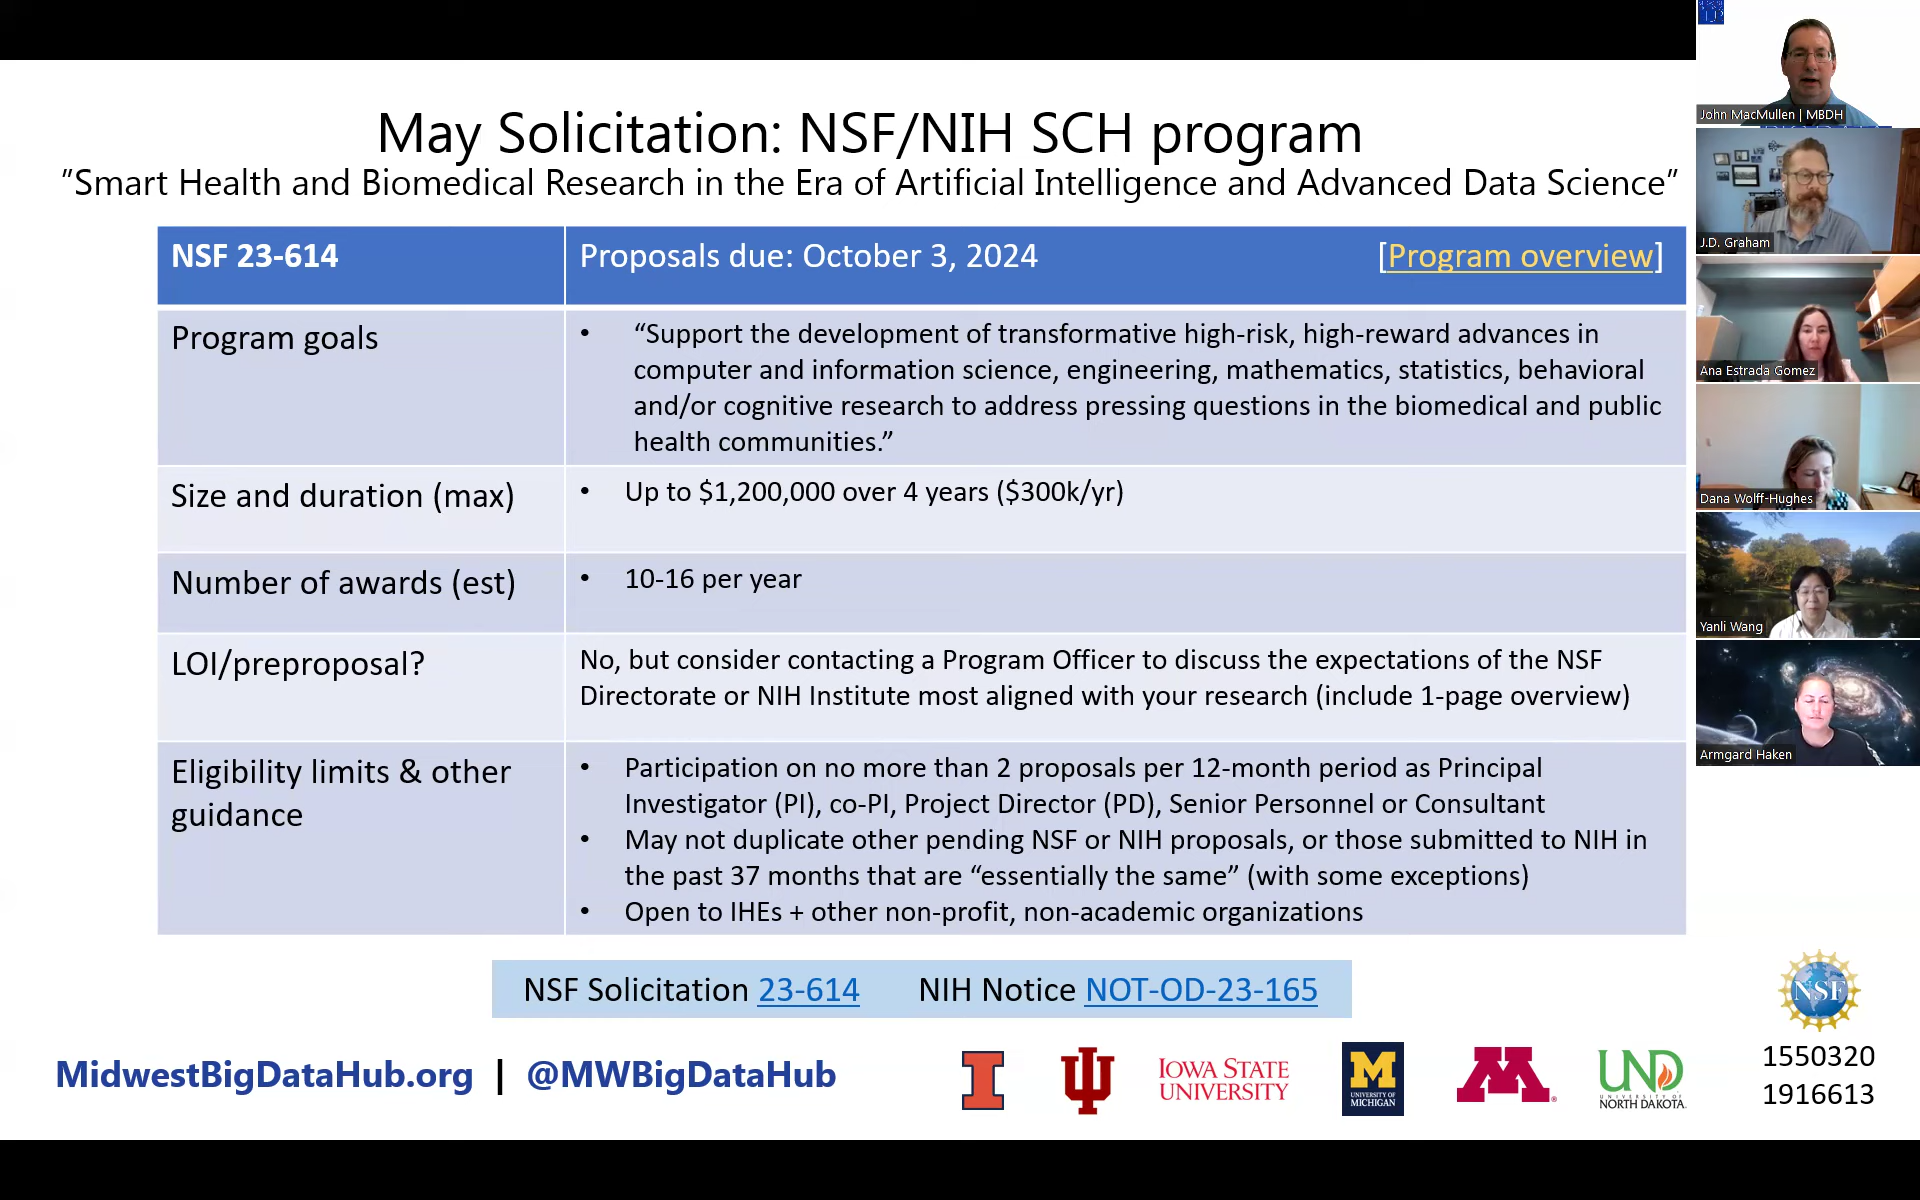 May Solicitation: NSF/NIH SCH program
”Smart Health and Biomedical Research in the Era of Artificial Intelligence and Advanced Data Science”
NSF 23-614
Proposals due: October 3, 2024
[Program overview]
Program goals
• “Support the development of transformative high-risk, high-reward advances in
computer and information science, engineering, mathematics, statistics, behavioral
and/or cognitive research to address pressing questions in the biomedical and public
health communities.”
Size and duration (max)
• Up to $1,200,000 over 4 years ($300k/yr)
Number of awards (est)
• 10-16 per year
LOI/preproposal?
No, but consider contacting a Program Officer to discuss the expectations of the NSF
Directorate or NIH Institute most aligned with your research (include 1-page overview)
Eligibility limits & other
guidance
• Participation on no more than 2 proposals per 12-month period as Principal
Investigator (PI), co-PI, Project Director (PD), Senior Personnel or Consultant
• May not duplicate other pending NSF or NIH proposals, or those submitted to NIH in
the past 37 months that are “essentially the same” (with some exceptions)
• Open to IHEs + other non-profit, non-academic organizations
NSF Solicitation 23-614 NIH Notice NOT-OD-23-165
MidwestBigDataHub.org | @MWBigDataHub
I
IOWA STATE
UNIVERSITY
M
UNIVERSITY OF
MICHIGAN
M
UND
UNIVERSITY OF
NORTH DAKOTA
NSF
1550320
1916613
John MacMullen | MBDH
J.D. Graham
Ana Estrada Gomez
Dana Wolff-Hughes
Yanli Wang
Armgard Haken